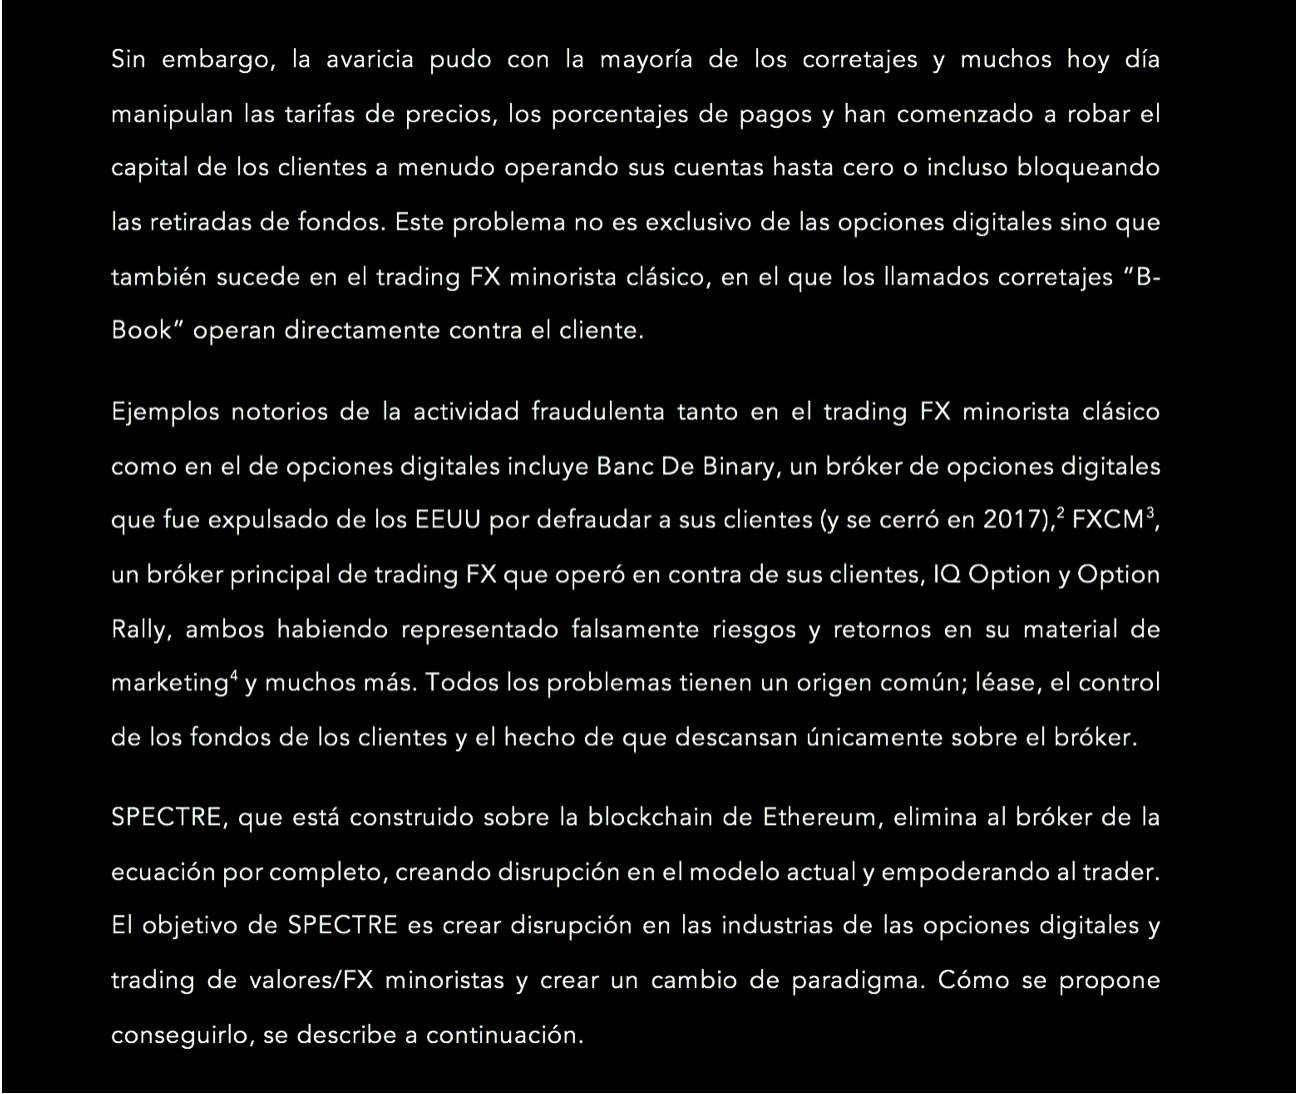 Sin embargo, la avaricia pudo con la mayoría de los corretajes y muchos hoy día
manipulan las tarifas de precios, los porcentajes de pagos y han comenzado a robar el
capital de los clientes a menudo operando sus cuentas hasta cero o incluso bloqueando
las retiradas de fondos. Este problema no es exclusivo de las opciones digitales sino que
también sucede en el trading FX minorista clásico, en el que los llamados corretajes “B-
Book” operan directamente contra el cliente.
Ejemplos notorios de la actividad fraudulenta tanto en el trading FX minorista clásico
como en el de opciones digitales incluye Banc De Binary, un bróker de opciones digitales
que fue expulsado de los EEUU por defraudar a sus clientes (y se cerró en 2017),² FXCM³,
un bróker principal de trading FX que operó en contra de sus clientes, IQ Option y Option
Rally, ambos habiendo representado falsamente riesgos y retornos en su material de
marketing⁴ y muchos más. Todos los problemas tienen un origen común; léase, el control
de los fondos de los clientes y el hecho de que descansan únicamente sobre el bróker.
SPECTRE, que está construido sobre la blockchain de Ethereum, elimina al bróker de la
ecuación por completo, creando disrupción en el modelo actual y empoderando al trader.
El objetivo de SPECTRE es crear disrupción en las industrias de las opciones digitales y
trading de valores/FX minoristas y crear un cambio de paradigma. Cómo se propone
conseguirlo, se describe a continuación.